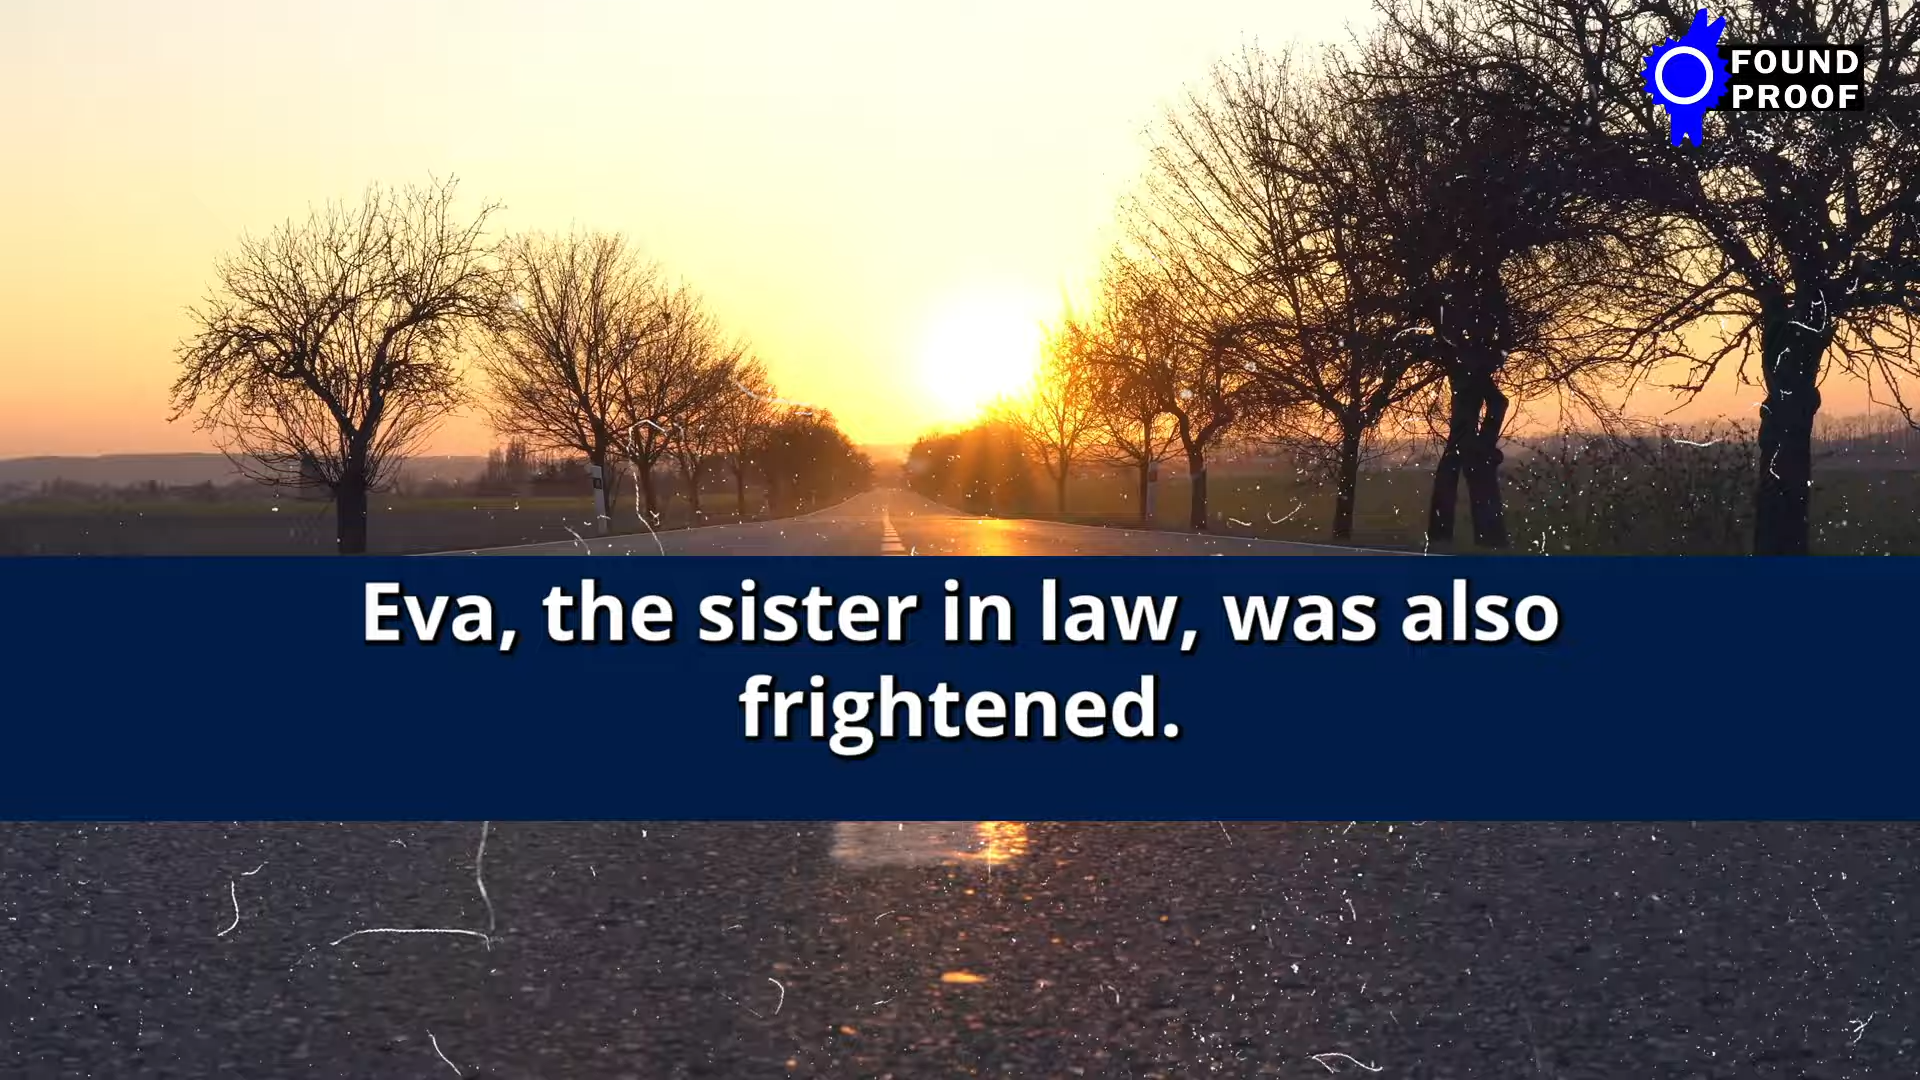 FOUND
PROOF
Eva, the sister in law, was also
frightened.